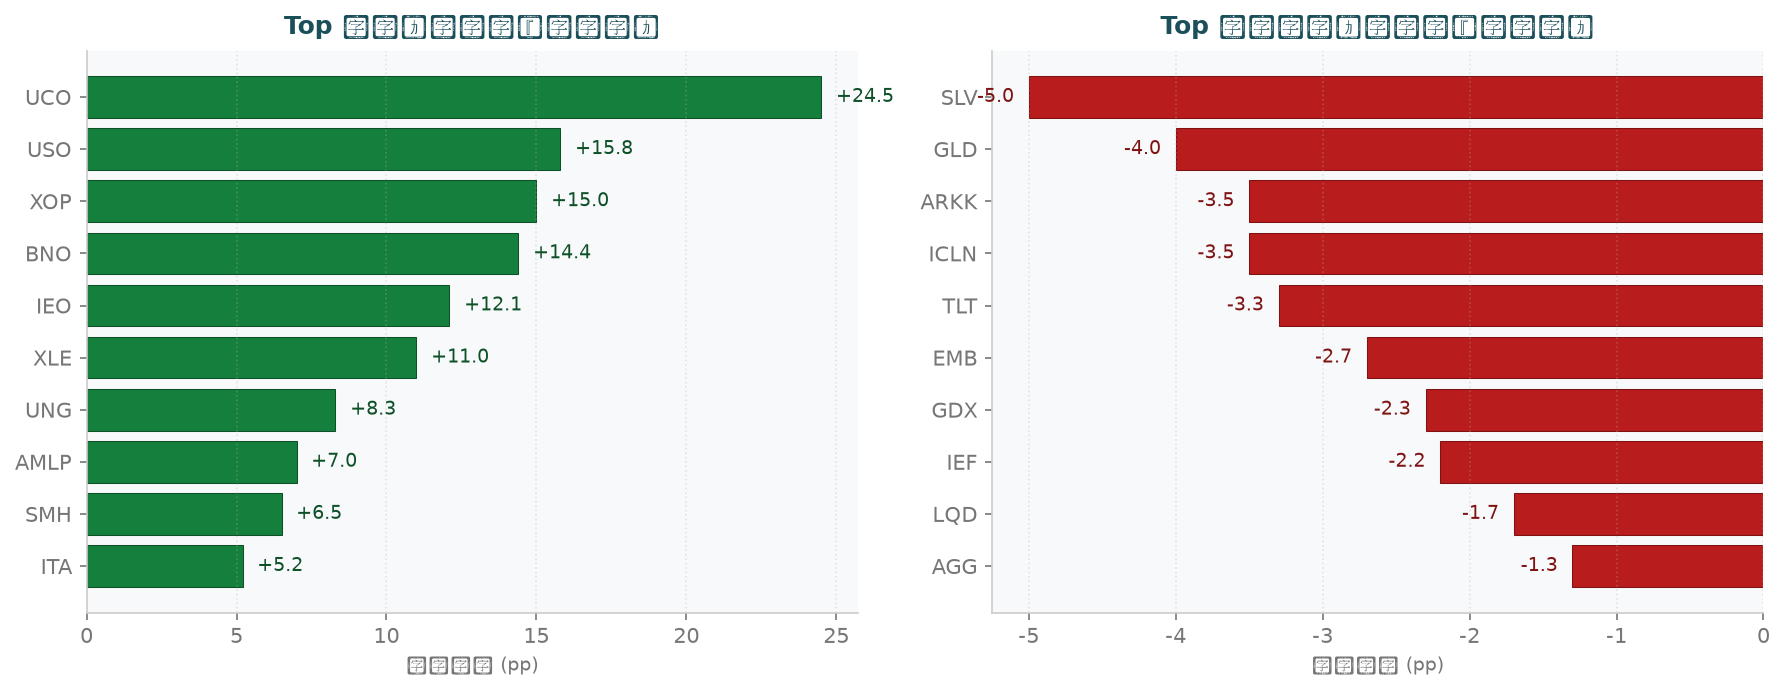 Top
UCO
+24.5
USO
+15.8
XOP
+15.0
BNO
+14.4
IEO
+12.1
XLE
+11.0
UNG
+8.3
AMLP
+7.0
SMH
+6.5
ITA
+5.2
0 5 10 15 20 25
(pp)
Top
SLV
-5.0
GLD
-4.0
ARKK
-3.5
ICLN
-3.5
TLT
-3.3
EMB
-2.7
GDX
-2.3
IEF
-2.2
LQD
-1.7
AGG
-1.3
-5 -4 -3 -2 -1 0
(pp)